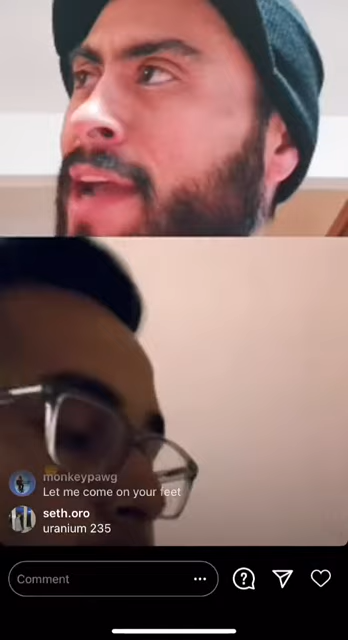 monkeypawg
Let me come on your feet
seth.oro
uranium 235
Comment